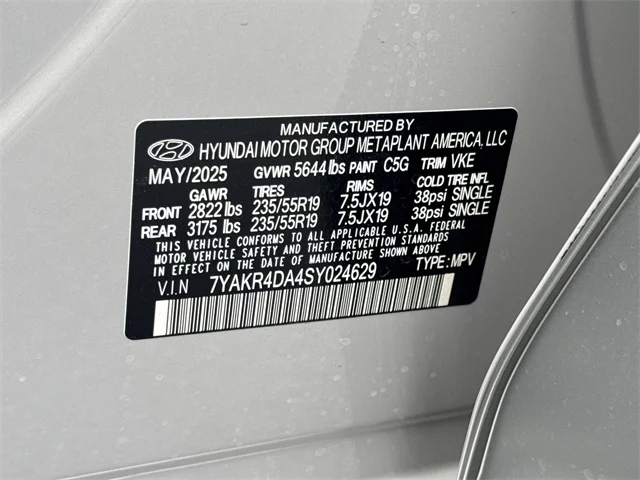 MANUFACTURED BY
HYUNDAI MOTOR GROUP METAPLANT AMERICA, LLC
MAY/2025 GVWR 5644 lbs PAINT C5G TRIM VKE
GAWR TIRES RIMS COLD TIRE INFL
FRONT 2822 lbs 235/55R19 7.5JX19 38psi SINGLE
REAR 3175 lbs 235/55R19 7.5JX19 38psi SINGLE
THIS VEHICLE CONFORMS TO ALL APPLICABLE U.S.A. FEDERAL
MOTOR VEHICLE SAFETY AND THEFT PREVENTION STANDARDS
IN EFFECT ON THE DATE OF MANUFACTURE SHOWN ABOVE.
V.I.N 7YAKR4DA4SY024629 TYPE: MPV